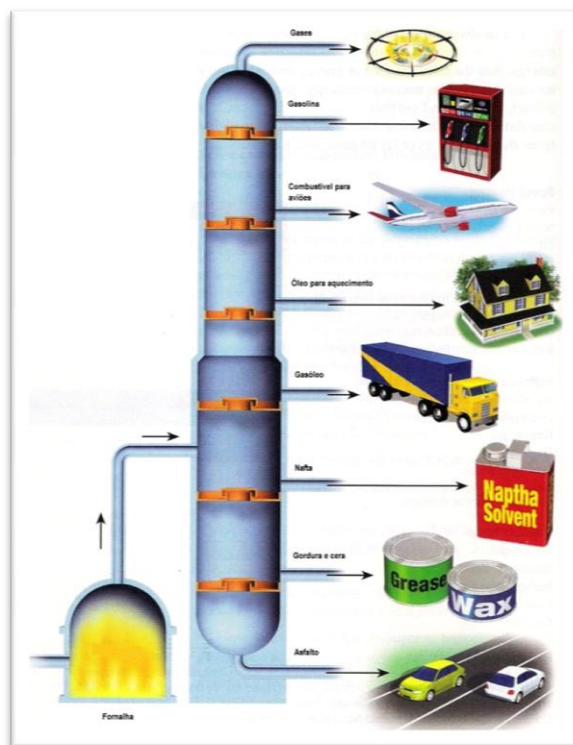 Gases
Gasolina
Combustível para
aviões
Óleo para aquecimento
Gasóleo
Nafta
Naptha
Solvent
Gordura e cera
Grease
Wax
Asfalto
Fornalha